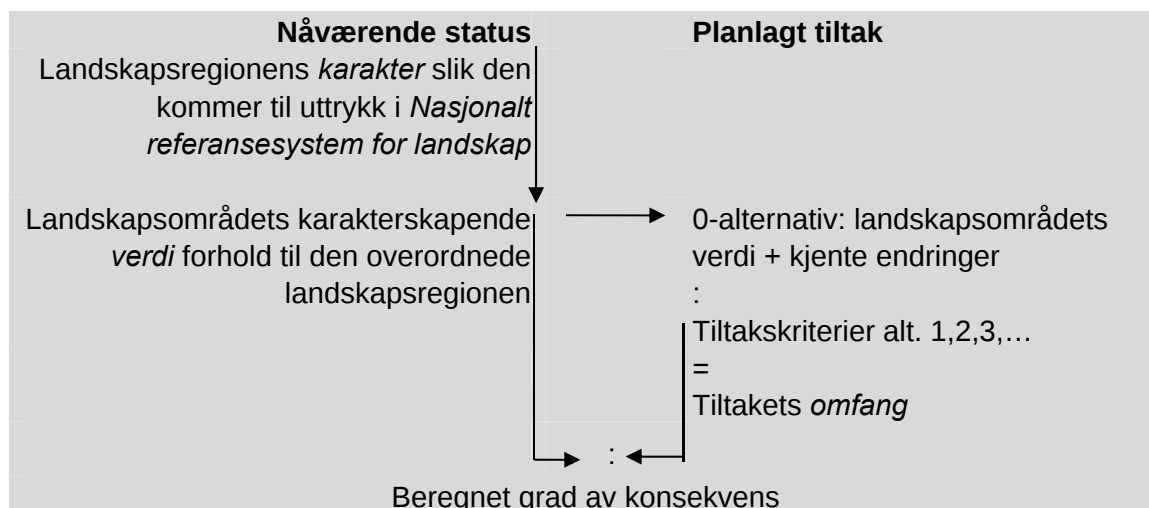 Nåværende status
Landskapsregionens karakter slik den
kommer til uttrykk i Nasjonalt
referansesystem for landskap
Landskapsområdets karakterskapende
verdi forhold til den overordnede
landskapsregionen
Planlagt tiltak
0-alternativ: landskapsområdets
verdi + kjente endringer
:
Tiltakskriterier alt. 1,2,3,…
=
Tiltakets omfang
:
Beregnet grad av konsekvens